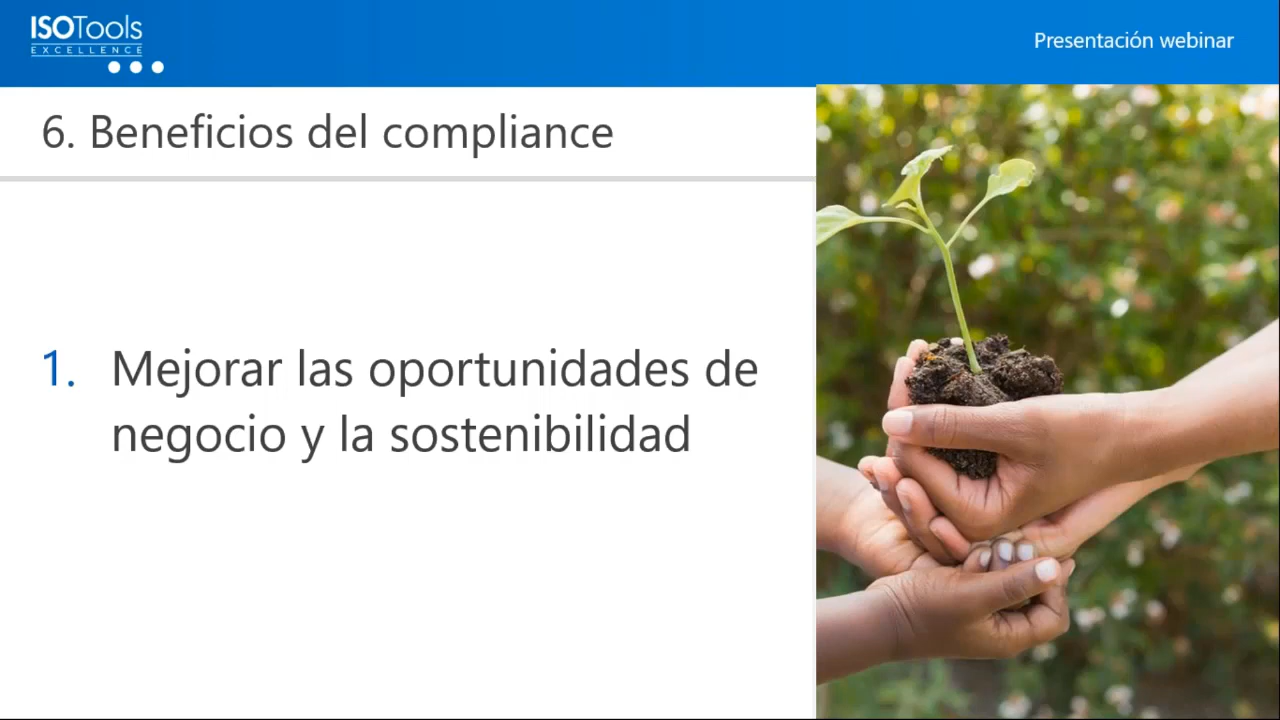 ISOTools
EXCELLENCE
Presentación webinar
6. Beneficios del compliance
1. Mejorar las oportunidades de
negocio y la sostenibilidad